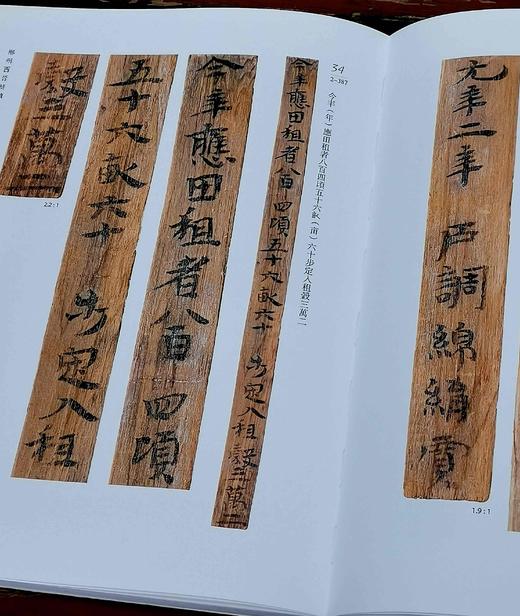 元年二年 戶調綿絹
1.9:1
34
2-387
今年（年）應田租者八百四頃五十六畝（亩）六十步定入租穀三萬二
今年應田租者八百四頃五十六畝六十 步定入租穀三萬二
今年應田租者八百四頃
五十六畝六十 步定入租
穀三萬二
2.2:1
郴州西晋簡牘